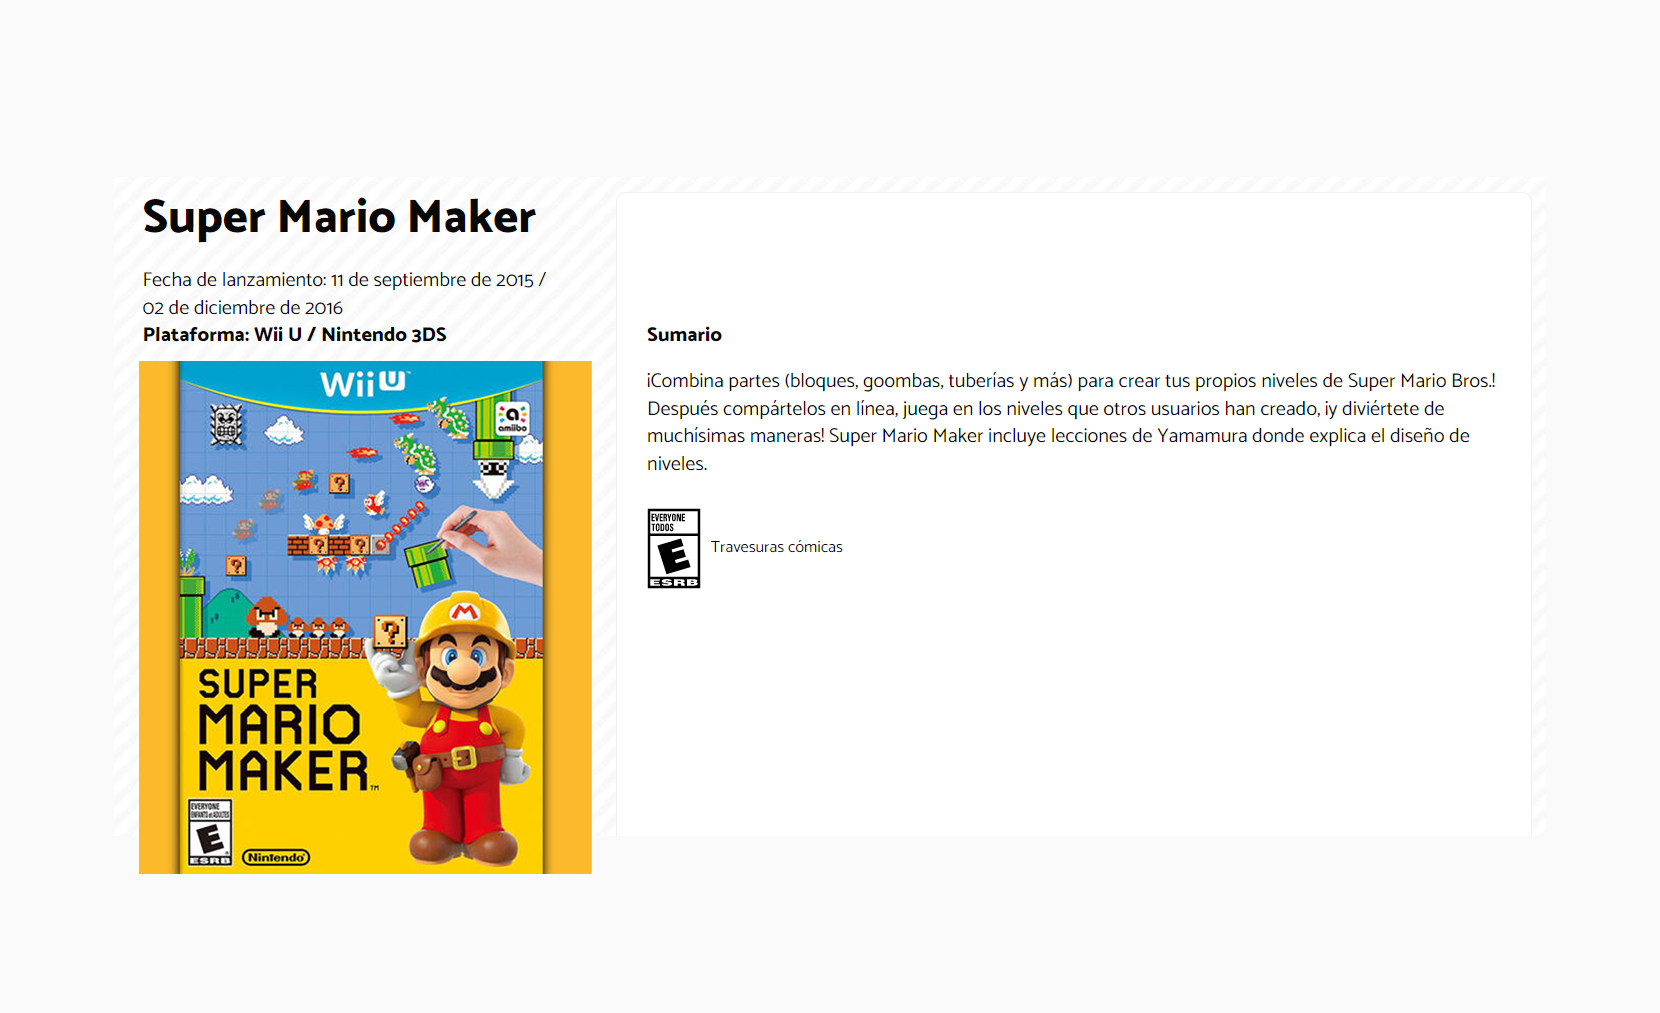 Super Mario Maker
Fecha de lanzamiento: 11 de septiembre de 2015 /
02 de diciembre de 2016
Plataforma: Wii U / Nintendo 3DS
Wii U™
amiibo
SUPER
MARIO
MAKER™
EVERYONE
ENFANTS et ADULTES
E
ESRB
Nintendo
Sumario
¡Combina partes (bloques, goombas, tuberías y más) para crear tus propios niveles de Super Mario Bros.!
Después compártelos en línea, juega en los niveles que otros usuarios han creado, ¡y diviértete de
muchísimas maneras! Super Mario Maker incluye lecciones de Yamamura donde explica el diseño de
niveles.
EVERYONE
TODOS
E
ESRB
Travesuras cómicas